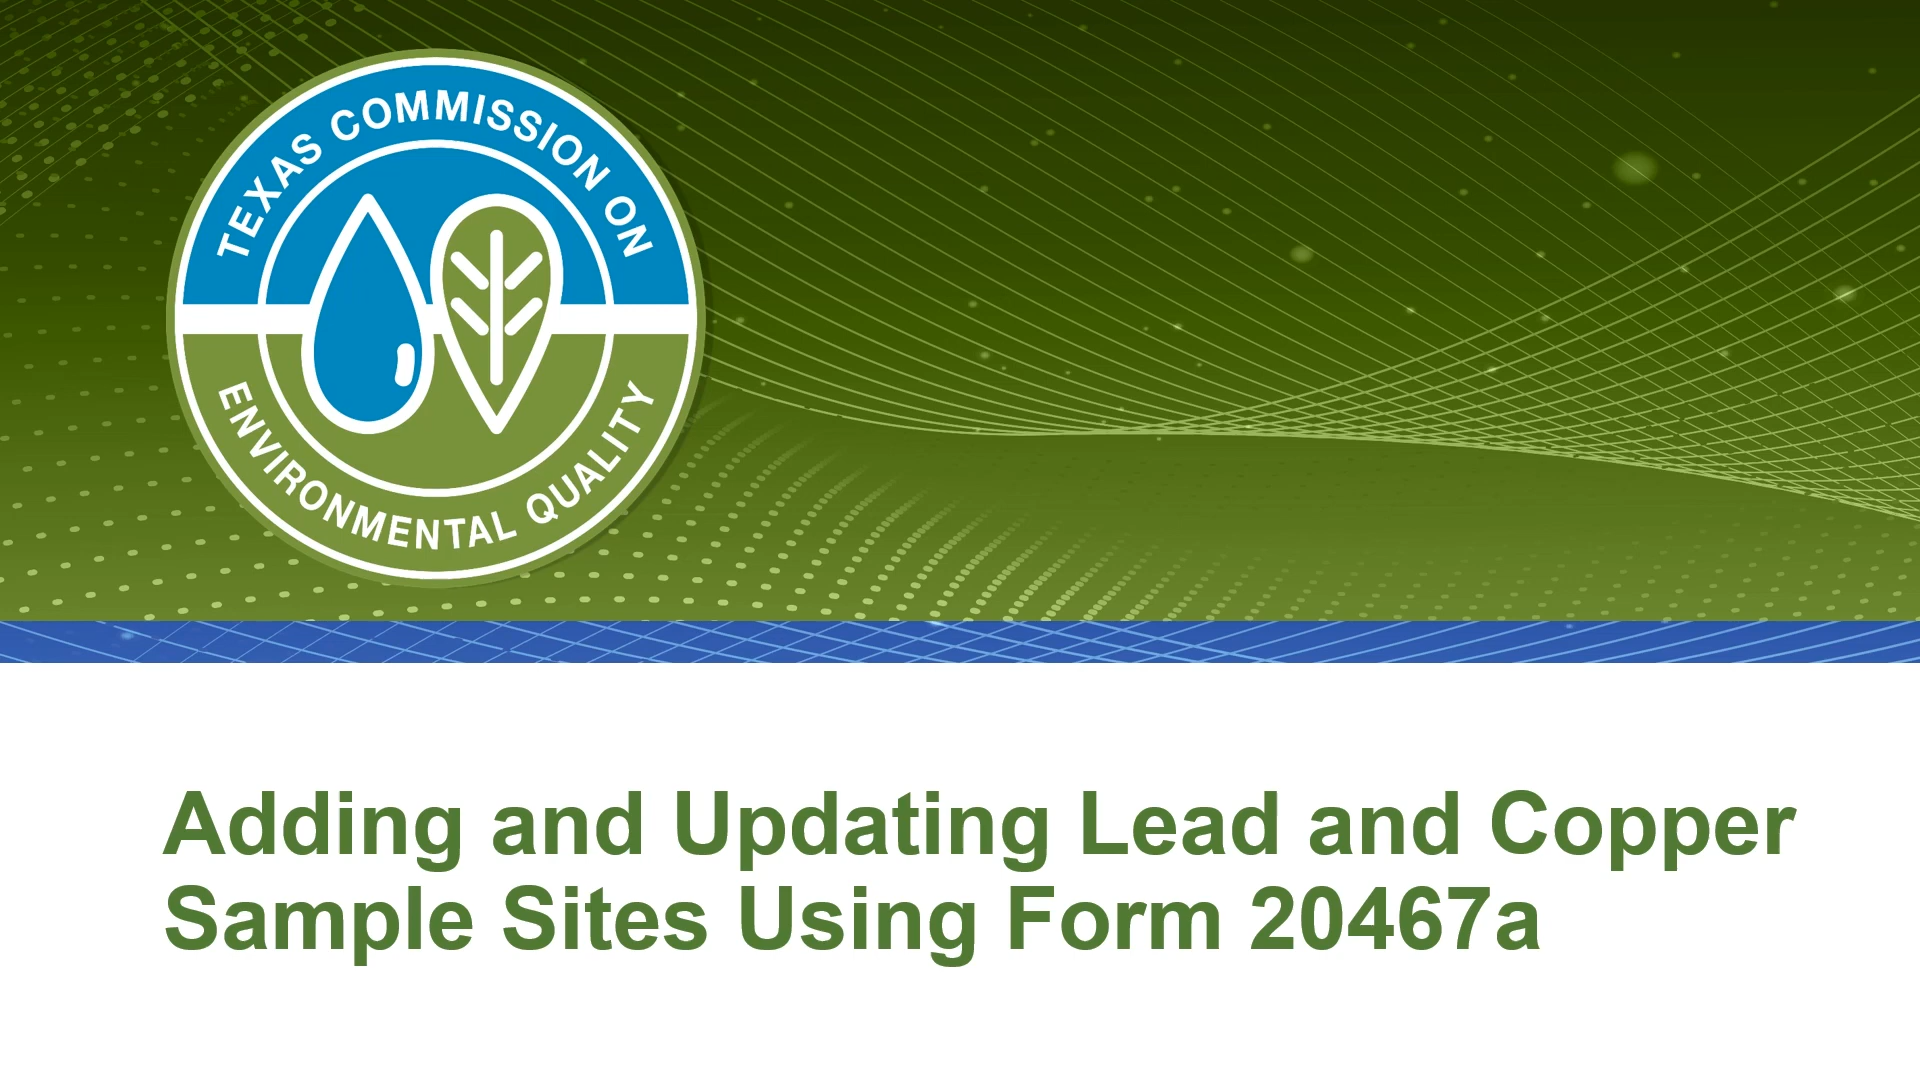 TEXAS COMMISSION ON
ENVIRONMENTAL QUALITY
Adding and Updating Lead and Copper
Sample Sites Using Form 20467a